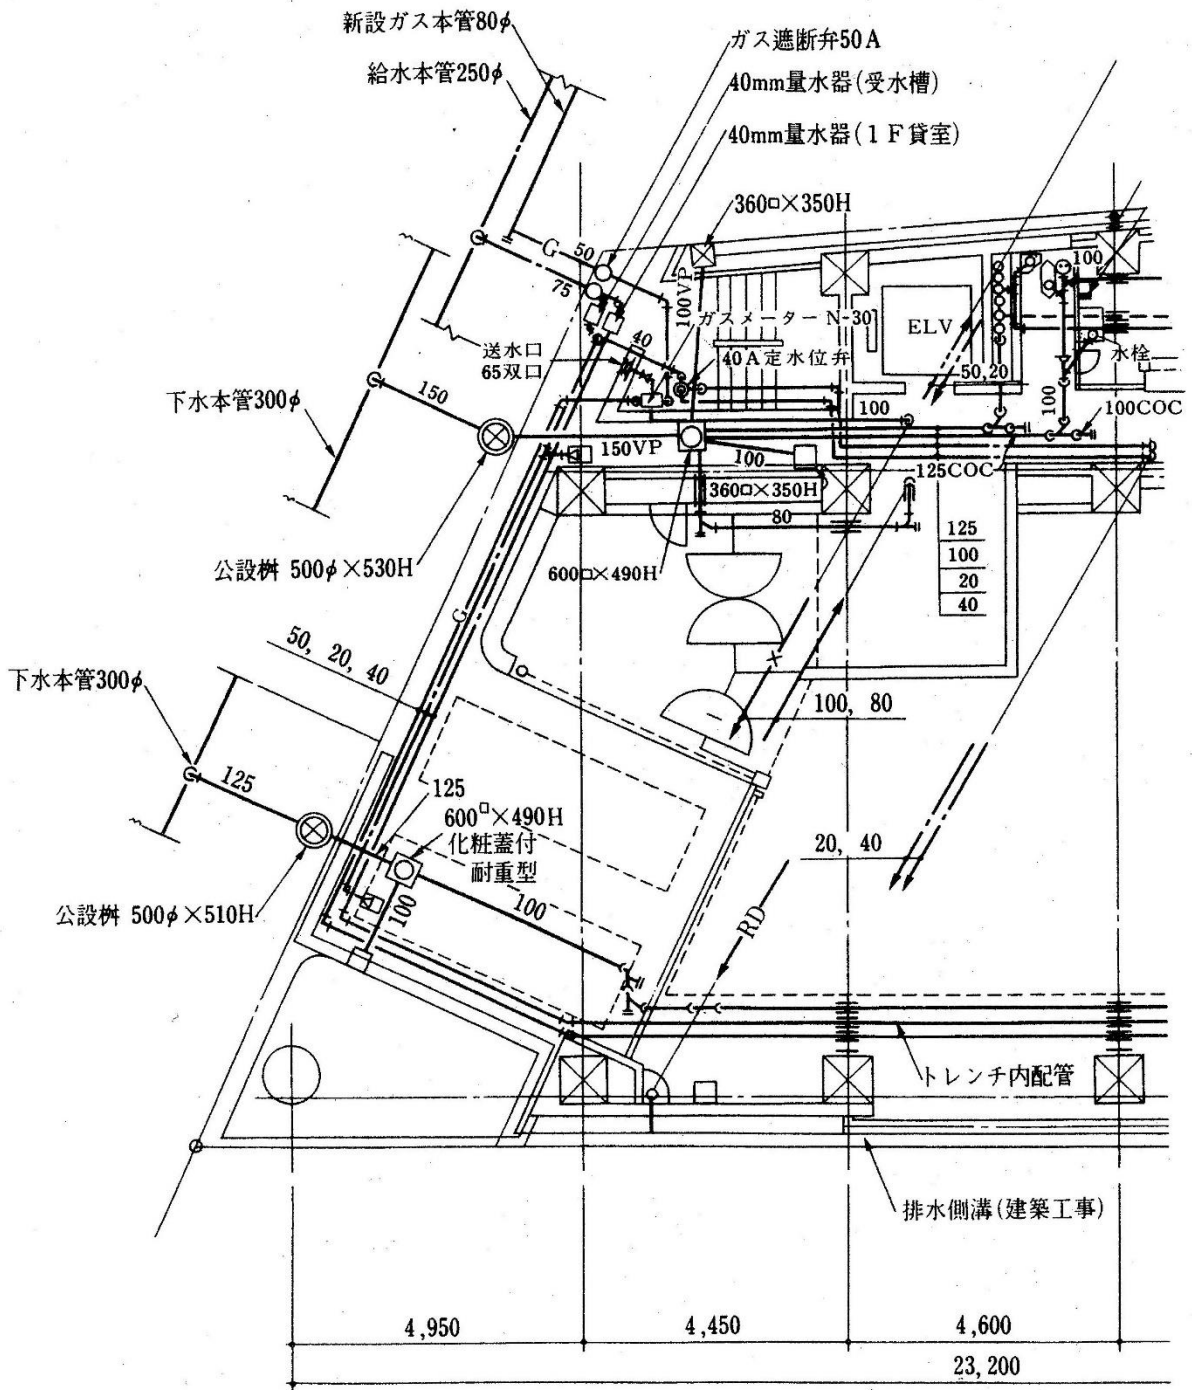 新設ガス本管80φ
給水本管250φ
ガス遮断弁50A
40mm量水器(受水槽)
40mm量水器(1F貸室)
360□×350H
G
50
75
100VP
ガスメーター N-30
ELV
100
水栓
40
送水口
65双口
40A定水位弁
50,20
100
下水本管300φ
150
100
100COC
150VP
100
125COC
360□×350H
80
125
100
20
40
公設桝 500φ×530H
600□×490H
G
50, 20, 40
下水本管300φ
100, 80
125
125
600□×490H
化粧蓋付
耐重型
20, 40
公設桝 510φ×510H
100
100
RD
トレンチ内配管
排水側溝(建築工事)
4,950
4,450
4,600
23,200